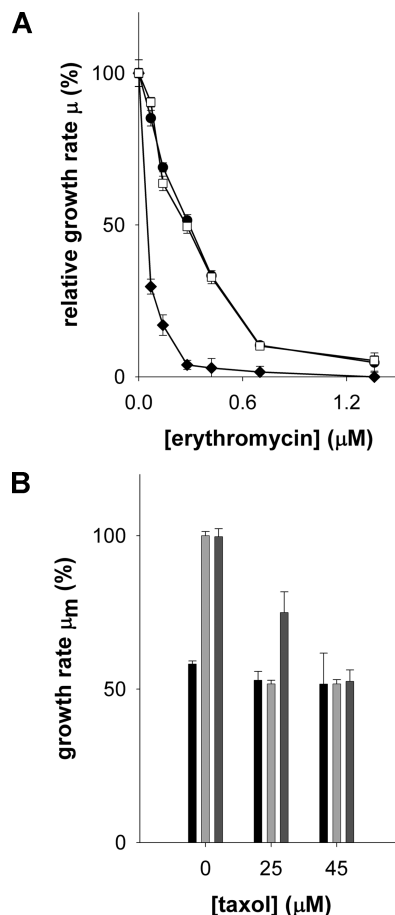 A
relative growth rate μ (%)
100
50
0
0.0 0.6 1.2
[erythromycin] (μM)
B
growth rate μm (%)
100
50
0
0 25 45
[taxol] (μM)